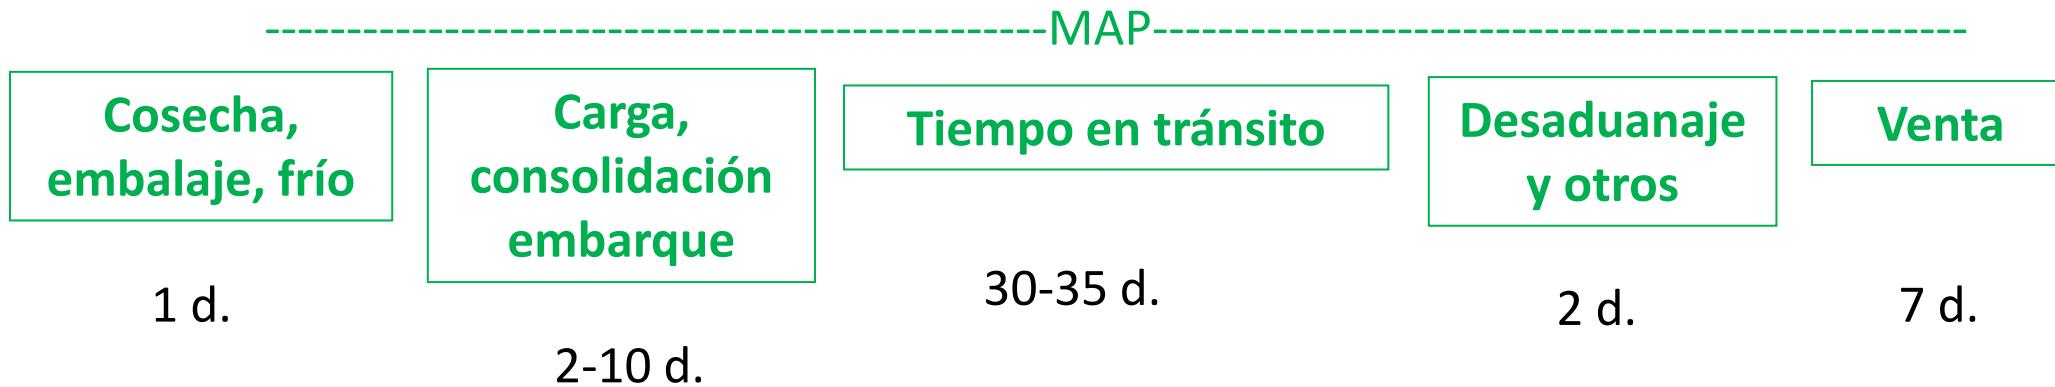 MAP
Cosecha,
embalaje, frío
1 d.
Carga,
consolidación
embarque
2-10 d.
Tiempo en tránsito
30-35 d.
Desaduanaje
y otros
2 d.
Venta
7 d.